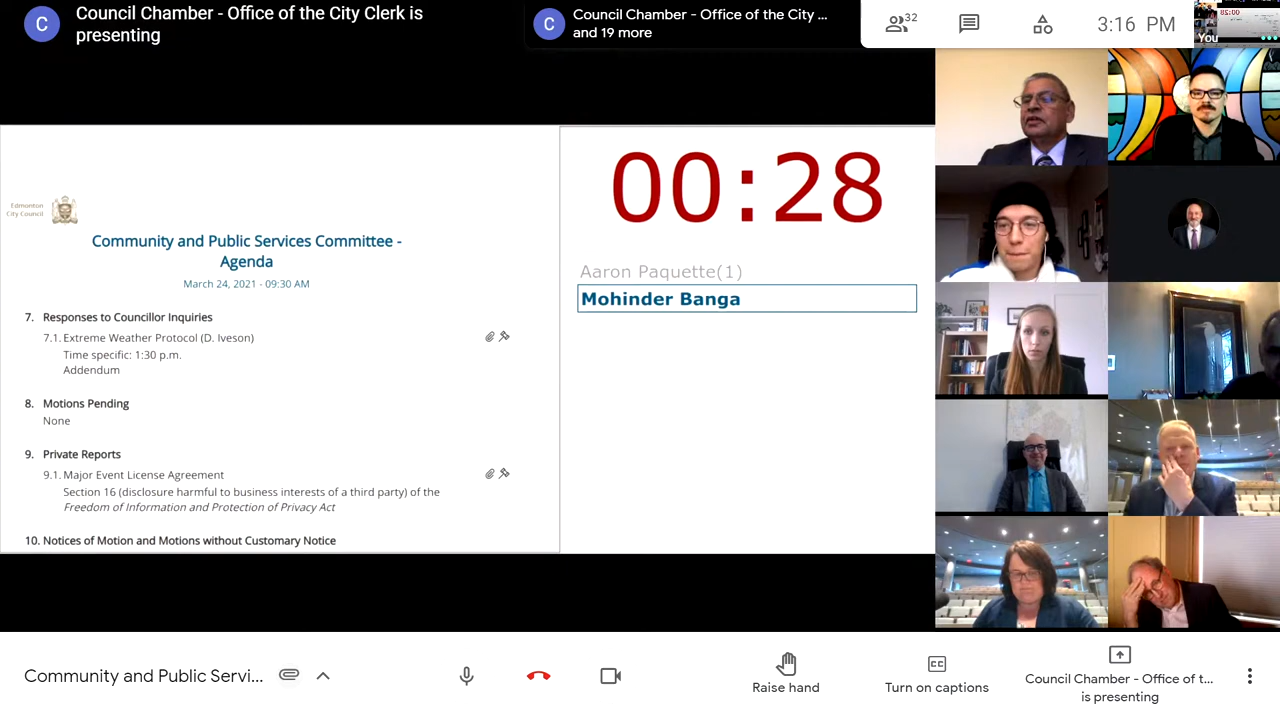 C
Council Chamber - Office of the City Clerk is
presenting
C
Council Chamber - Office of the City ...
and 19 more
32
3:16 PM
You
Edmonton
City Council
Community and Public Services Committee -
Agenda
March 24, 2021 - 09:30 AM
7. Responses to Councillor Inquiries
7.1. Extreme Weather Protocol (D. Iveson)
Time specific: 1:30 p.m.
Addendum
8. Motions Pending
None
9. Private Reports
9.1. Major Event License Agreement
Section 16 (disclosure harmful to business interests of a third party) of the
Freedom of Information and Protection of Privacy Act
10. Notices of Motion and Motions without Customary Notice
00:28
Aaron Paquette(1)
Mohinder Banga
Community and Public Servi...
Raise hand
CC
Turn on captions
Council Chamber - Office of t...
is presenting